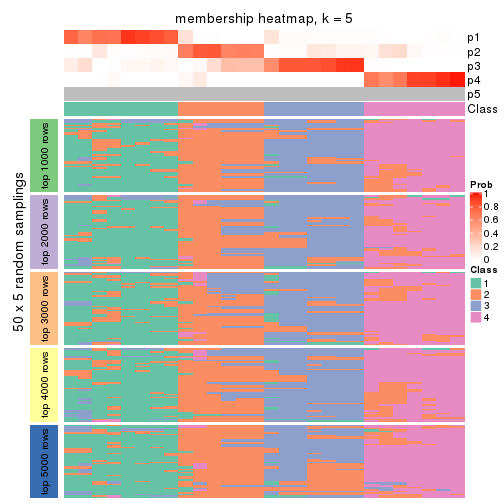 membership heatmap, k = 5
p1
p2
p3
p4
p5
Class
50 x 5 random samplings
top 1000 rows
top 2000 rows
top 3000 rows
top 4000 rows
top 5000 rows
Prob
1
0.8
0.6
0.4
0.2
0
Class
1
2
3
4